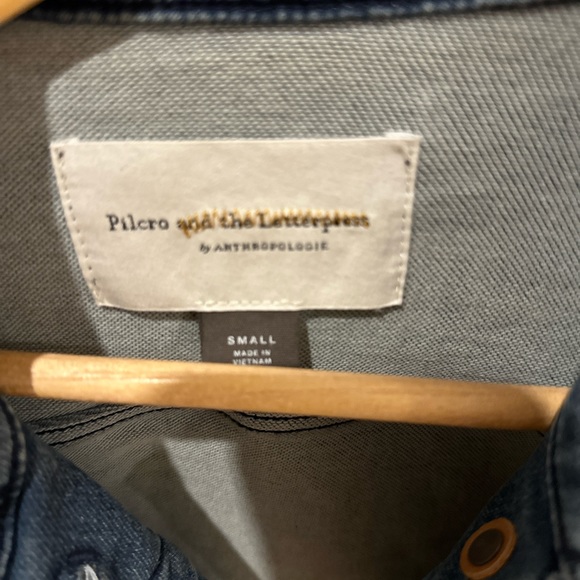 Pilcro and the Letterpress
by ANTHROPOLOGIE
SMALL
MADE IN
VIETNAM